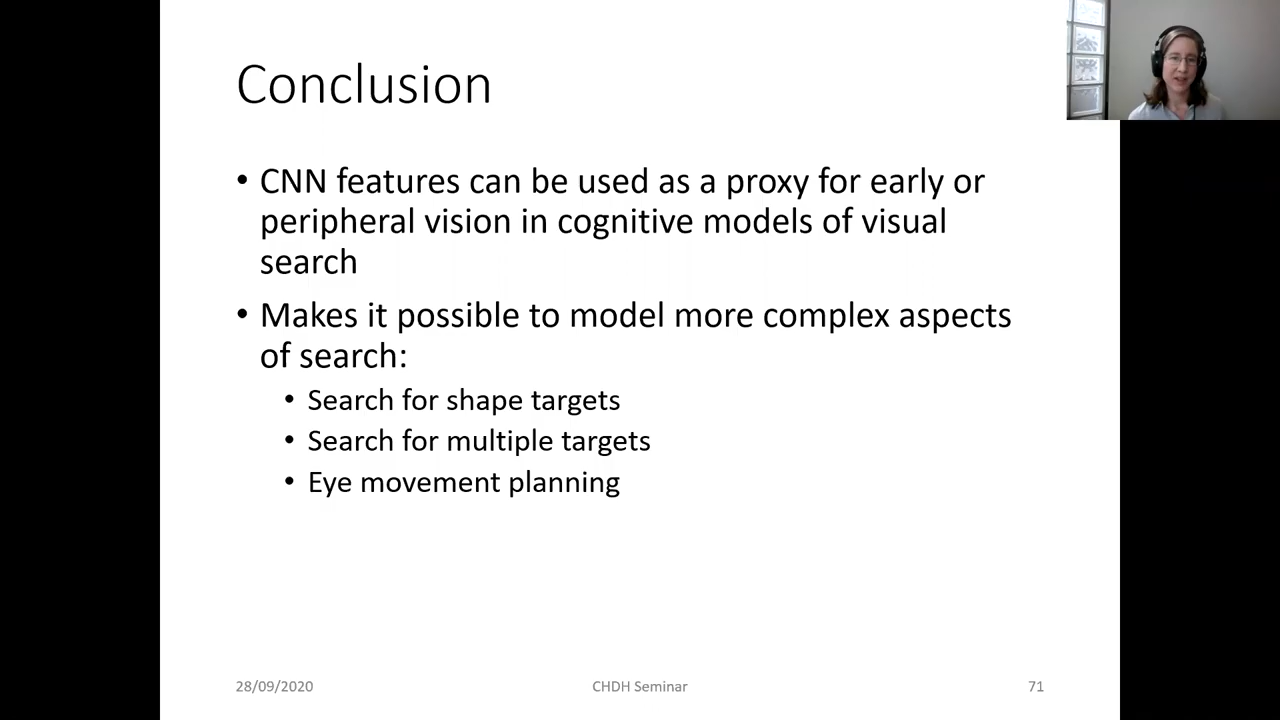 Conclusion
• CNN features can be used as a proxy for early or
peripheral vision in cognitive models of visual
search
• Makes it possible to model more complex aspects
of search:
• Search for shape targets
• Search for multiple targets
• Eye movement planning
28/09/2020
CHDH Seminar
71